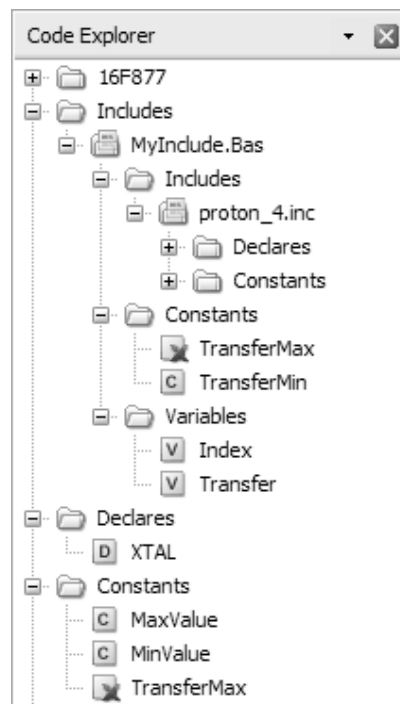 Code Explorer
16F877
Includes
MyInclude.Bas
Includes
proton_4.inc
Declares
Constants
Constants
TransferMax
C TransferMin
Variables
V Index
V Transfer
Declares
D XTAL
Constants
C MaxValue
C MinValue
TransferMax